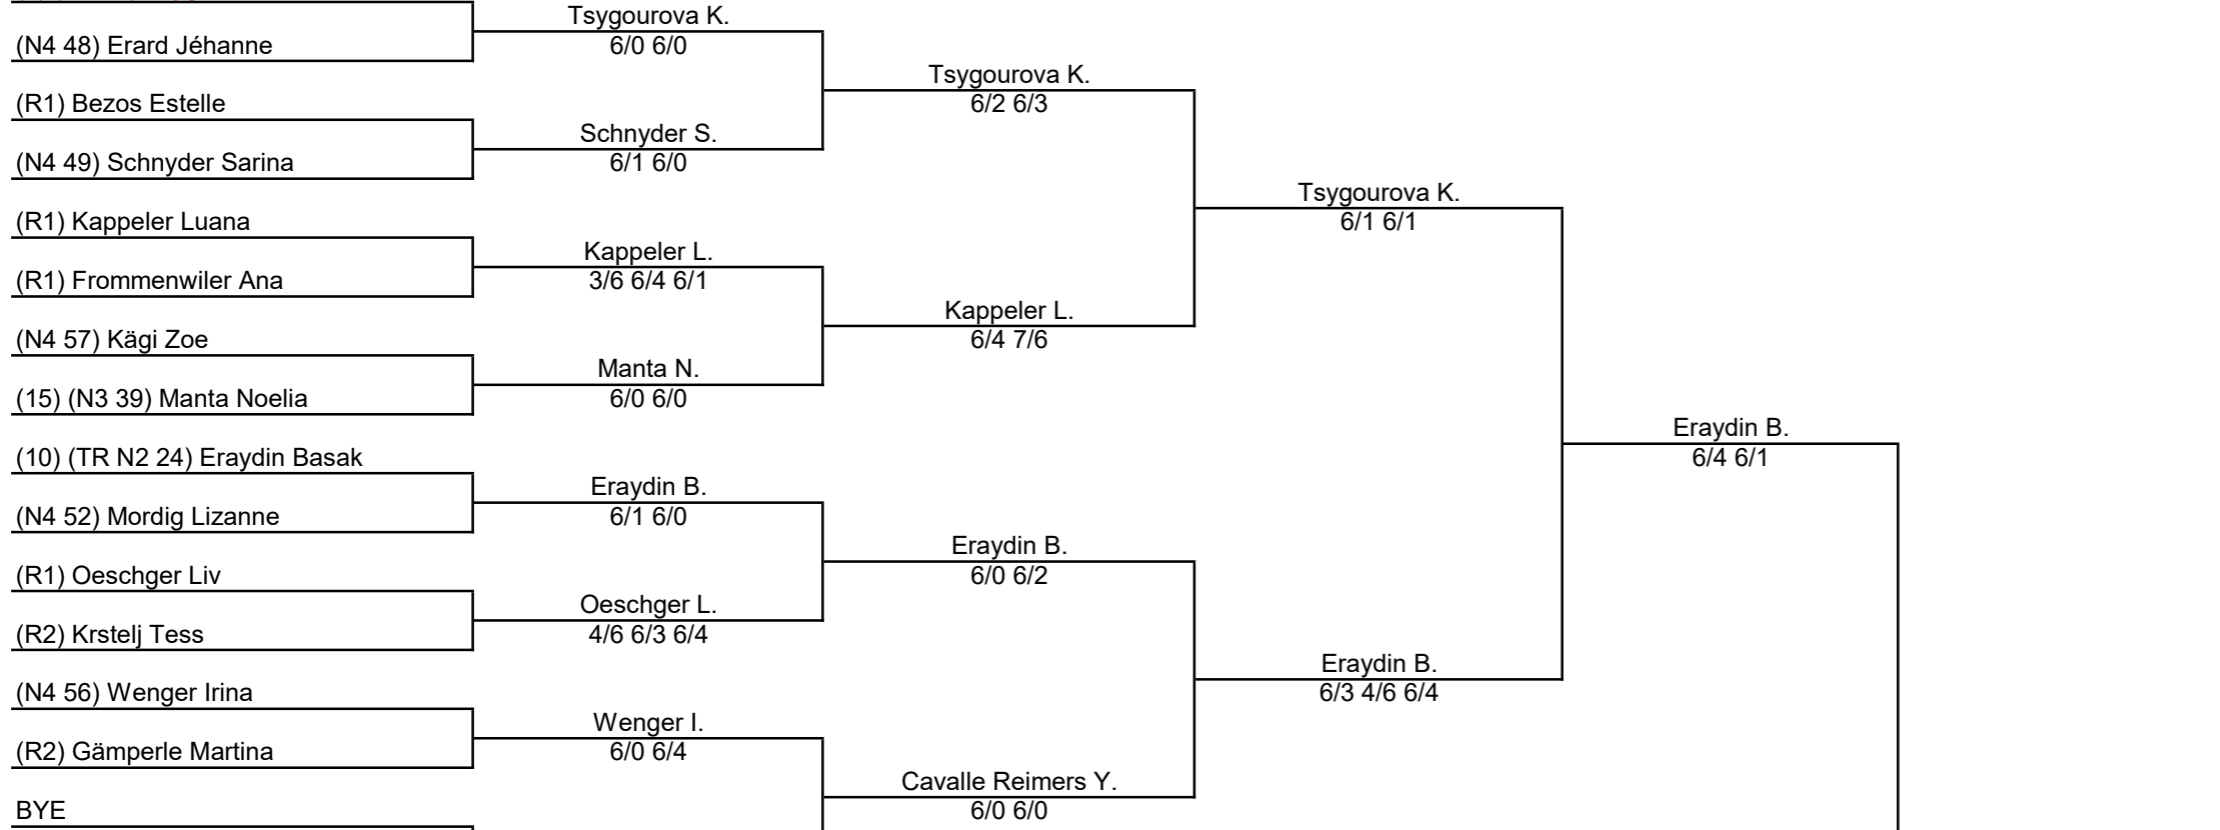 Tsygourova K.
(N4 48) Erard Jéhanne
6/0 6/0
Tsygourova K.
(R1) Bezos Estelle
6/2 6/3
Schnyder S.
(N4 49) Schnyder Sarina
6/1 6/0
Tsygourova K.
(R1) Kappeler Luana
6/1 6/1
Kappeler L.
(R1) Frommenwiler Ana
3/6 6/4 6/1
Kappeler L.
(N4 57) Kägi Zoe
6/4 7/6
Manta N.
(15) (N3 39) Manta Noelia
6/0 6/0
Eraydin B.
(10) (TR N2 24) Eraydin Basak
6/4 6/1
Eraydin B.
(N4 52) Mordig Lizanne
6/1 6/0
Eraydin B.
(R1) Oeschger Liv
6/0 6/2
Oeschger L.
(R2) Krstelj Tess
4/6 6/3 6/4
Eraydin B.
(N4 56) Wenger Irina
6/3 4/6 6/4
Wenger I.
(R2) Gämperle Martina
6/0 6/4
Cavalle Reimers Y.
BYE
6/0 6/0